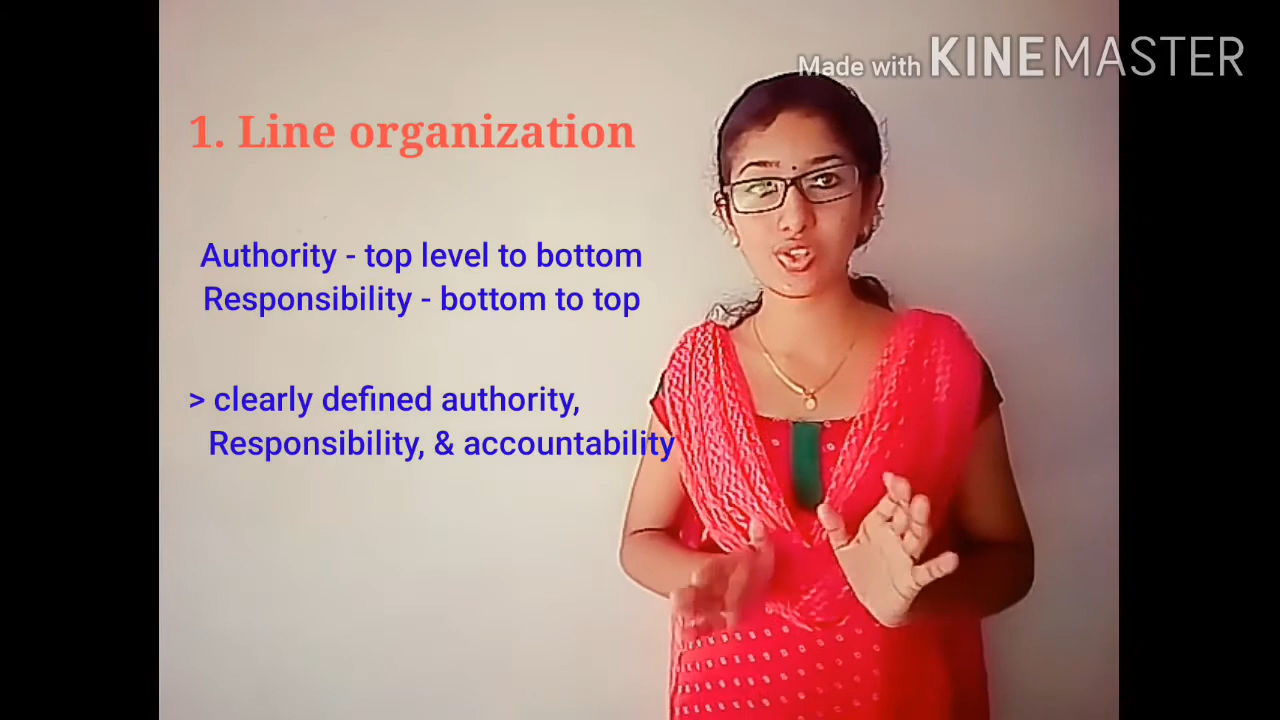 Made with KINEMASTER
1. Line organization
Authority - top level to bottom
Responsibility - bottom to top
> clearly defined authority,
Responsibility, & accountability